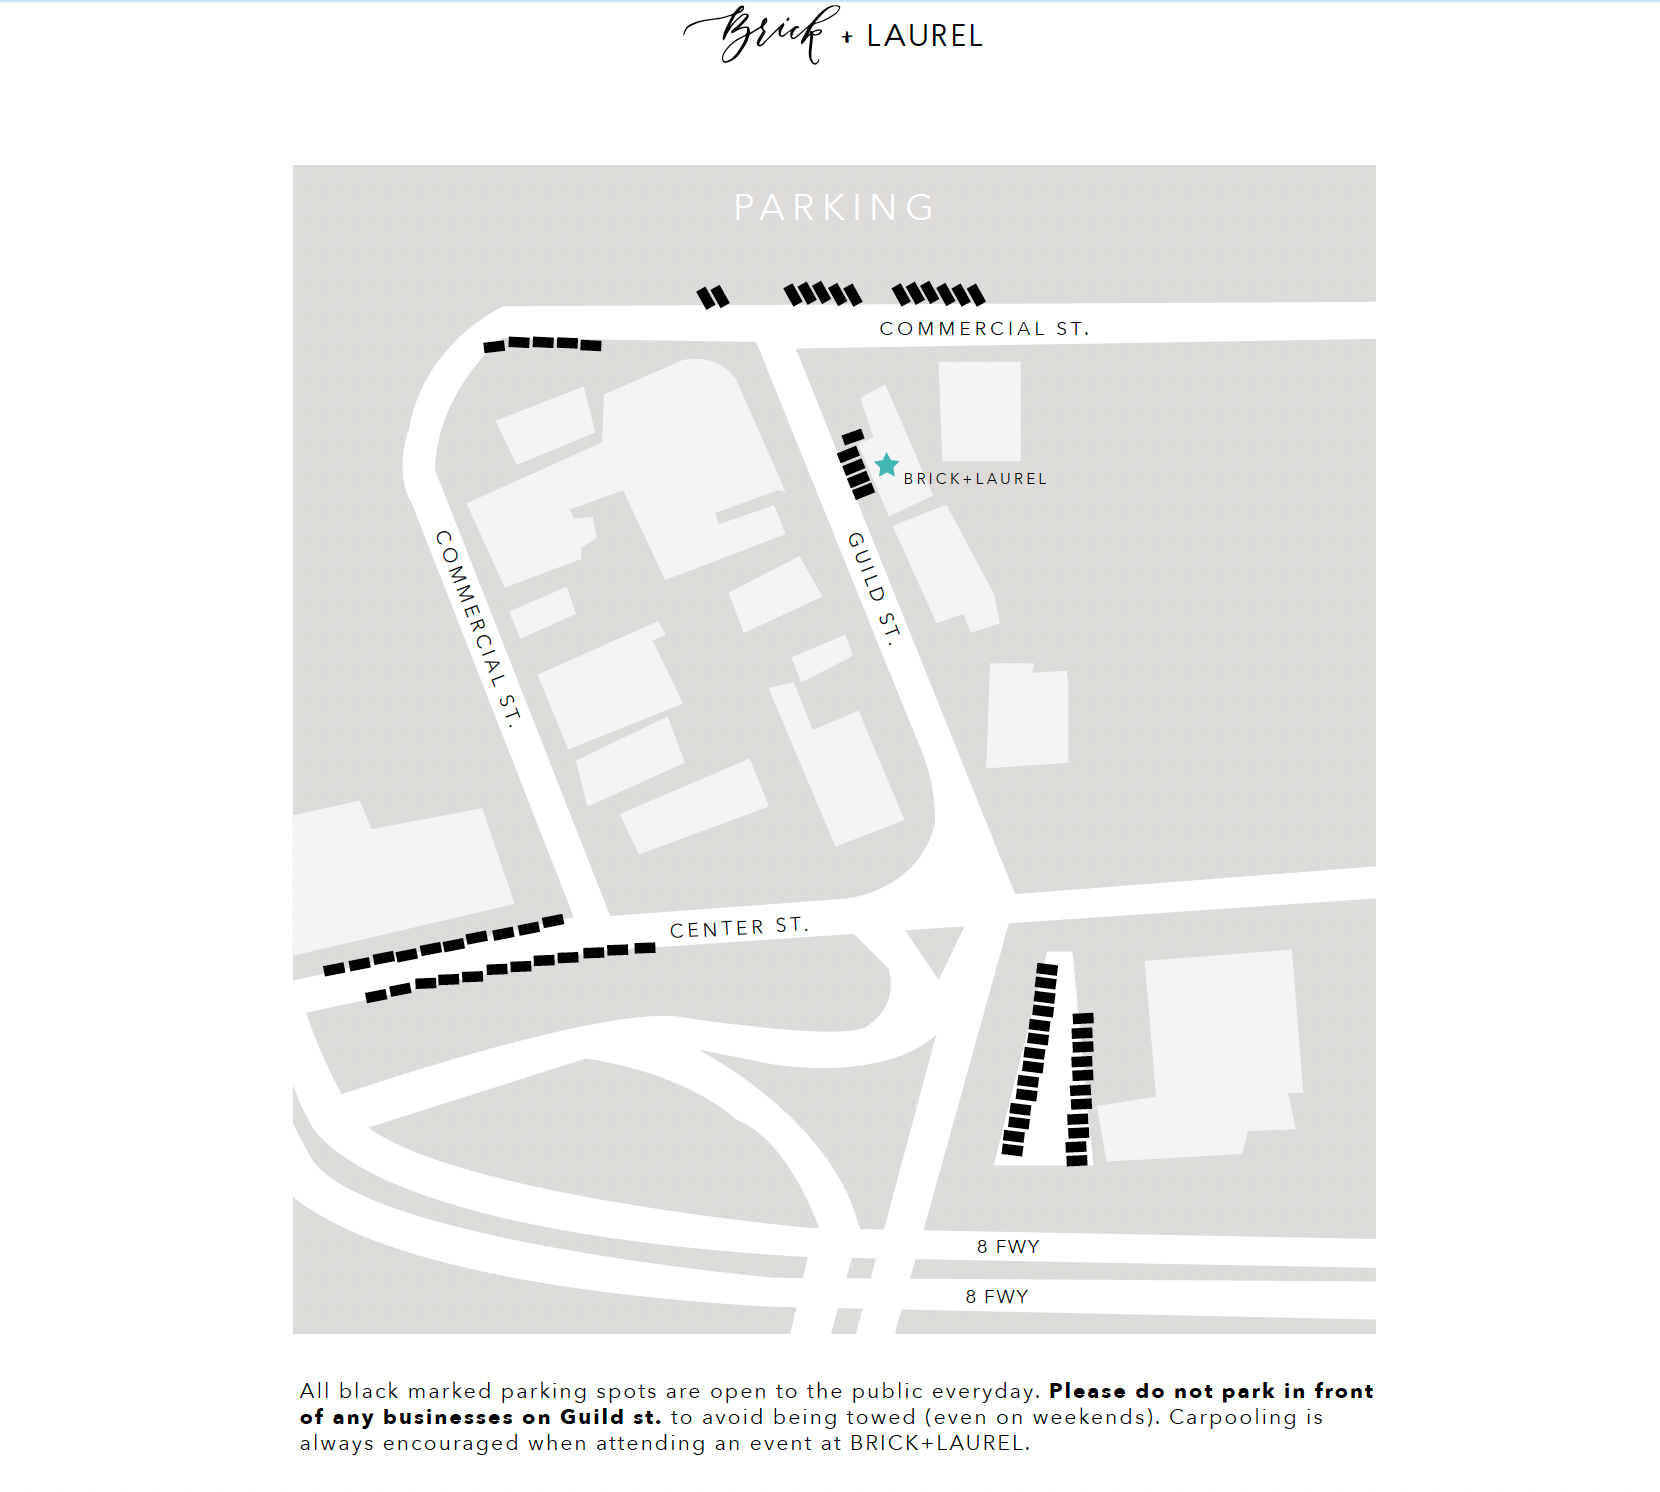 Brick + LAUREL
PARKING
COMMERCIAL ST.
BRICK+LAUREL
GUILD ST.
COMMERCIAL ST.
CENTER ST.
8 FWY
8 FWY
All black marked parking spots are open to the public everyday. Please do not park in front
of any businesses on Guild st. to avoid being towed (even on weekends). Carpooling is
always encouraged when attending an event at BRICK+LAUREL.